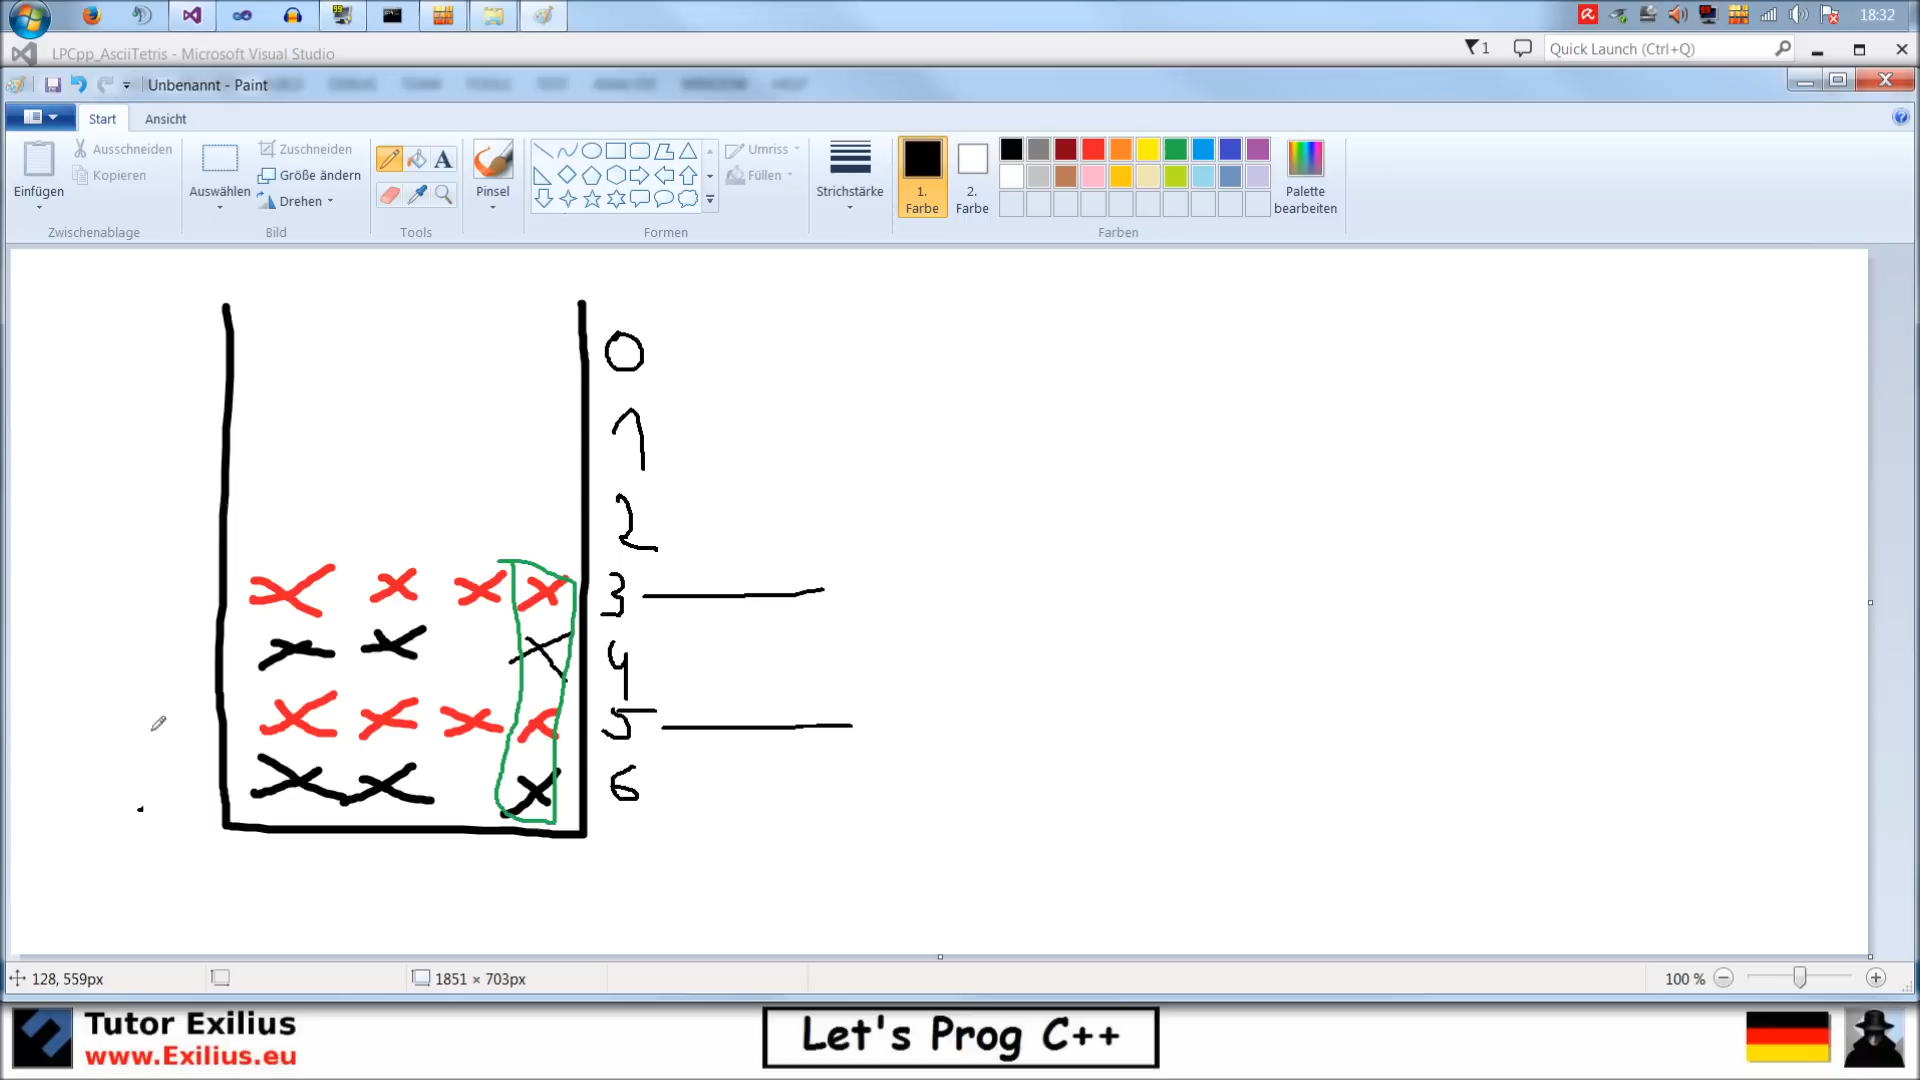 18:32
LPCpp_AsciiTetris - Microsoft Visual Studio
1
Quick Launch (Ctrl+Q)
Unbenannt - Paint
Start
Ansicht
Einfügen
Ausschneiden
Kopieren
Zwischenablage
Auswählen
Zuschneiden
Größe ändern
Drehen
Bild
A
Tools
Pinsel
Formen
Umriss
Füllen
Strichstärke
1. Farbe
2. Farbe
Palette bearbeiten
Farben
0
1
2
X X X X 3
X X X 4
X X X X 5
X X X 6
128, 559px
1851 × 703px
100 %
Tutor Exilius
www.Exilius.eu
Let's Prog C++